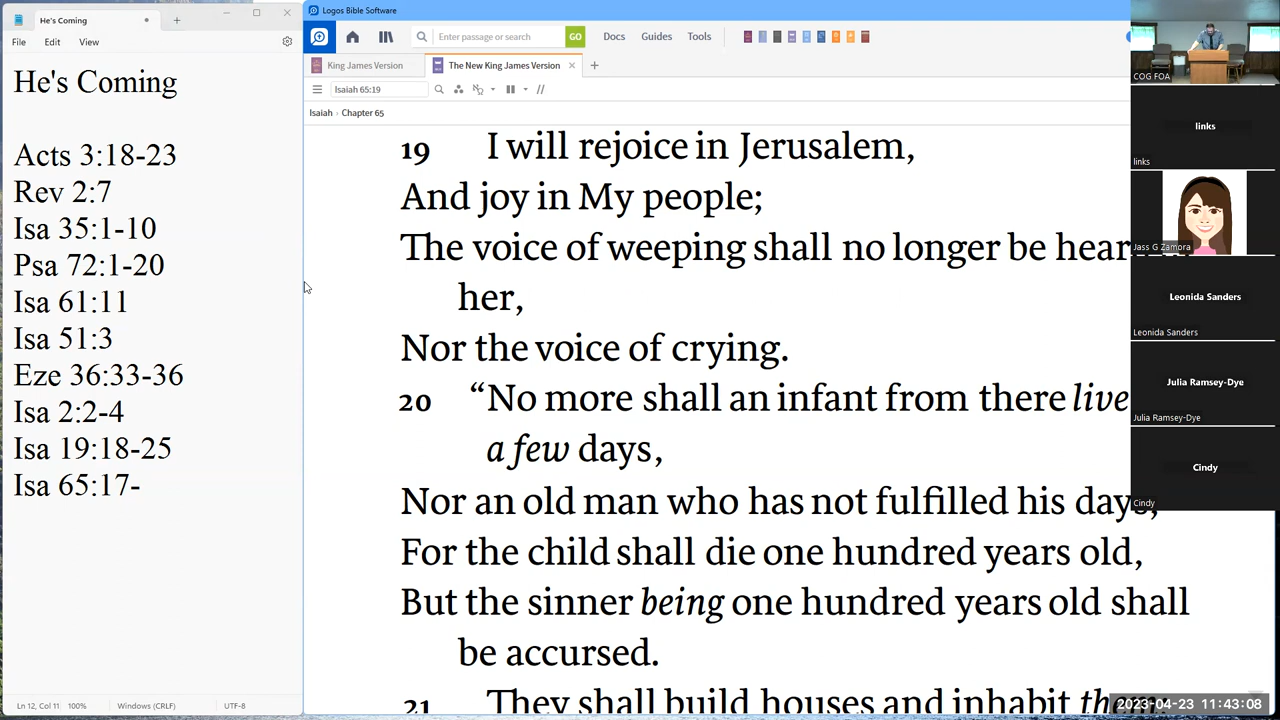 He's Coming
File Edit View
He's Coming
Acts 3:18-23
Rev 2:7
Isa 35:1-10
Psa 72:1-20
Isa 61:11
Isa 51:3
Eze 36:33-36
Isa 2:2-4
Isa 19:18-25
Isa 65:17-
Ln 12, Col 11 100% Windows (CRLF) UTF-8
Logos Bible Software
Enter passage or search GO Docs Guides Tools
King James Version The New King James Version
Isaiah 65:19
Isaiah › Chapter 65
19 I will rejoice in Jerusalem,
And joy in My people;
The voice of weeping shall no longer be hear
her,
Nor the voice of crying.
20 “No more shall an infant from there live
a few days,
Nor an old man who has not fulfilled his days,
For the child shall die one hundred years old,
But the sinner being one hundred years old shall
be accursed.
21 They shall build houses and inhabit them;
COG FOA
links
links
Jass G Zamora
Leonida Sanders
Leonida Sanders
Julia Ramsey-Dye
Julia Ramsey-Dye
Cindy
Cindy
2023-04-23 11:43:08